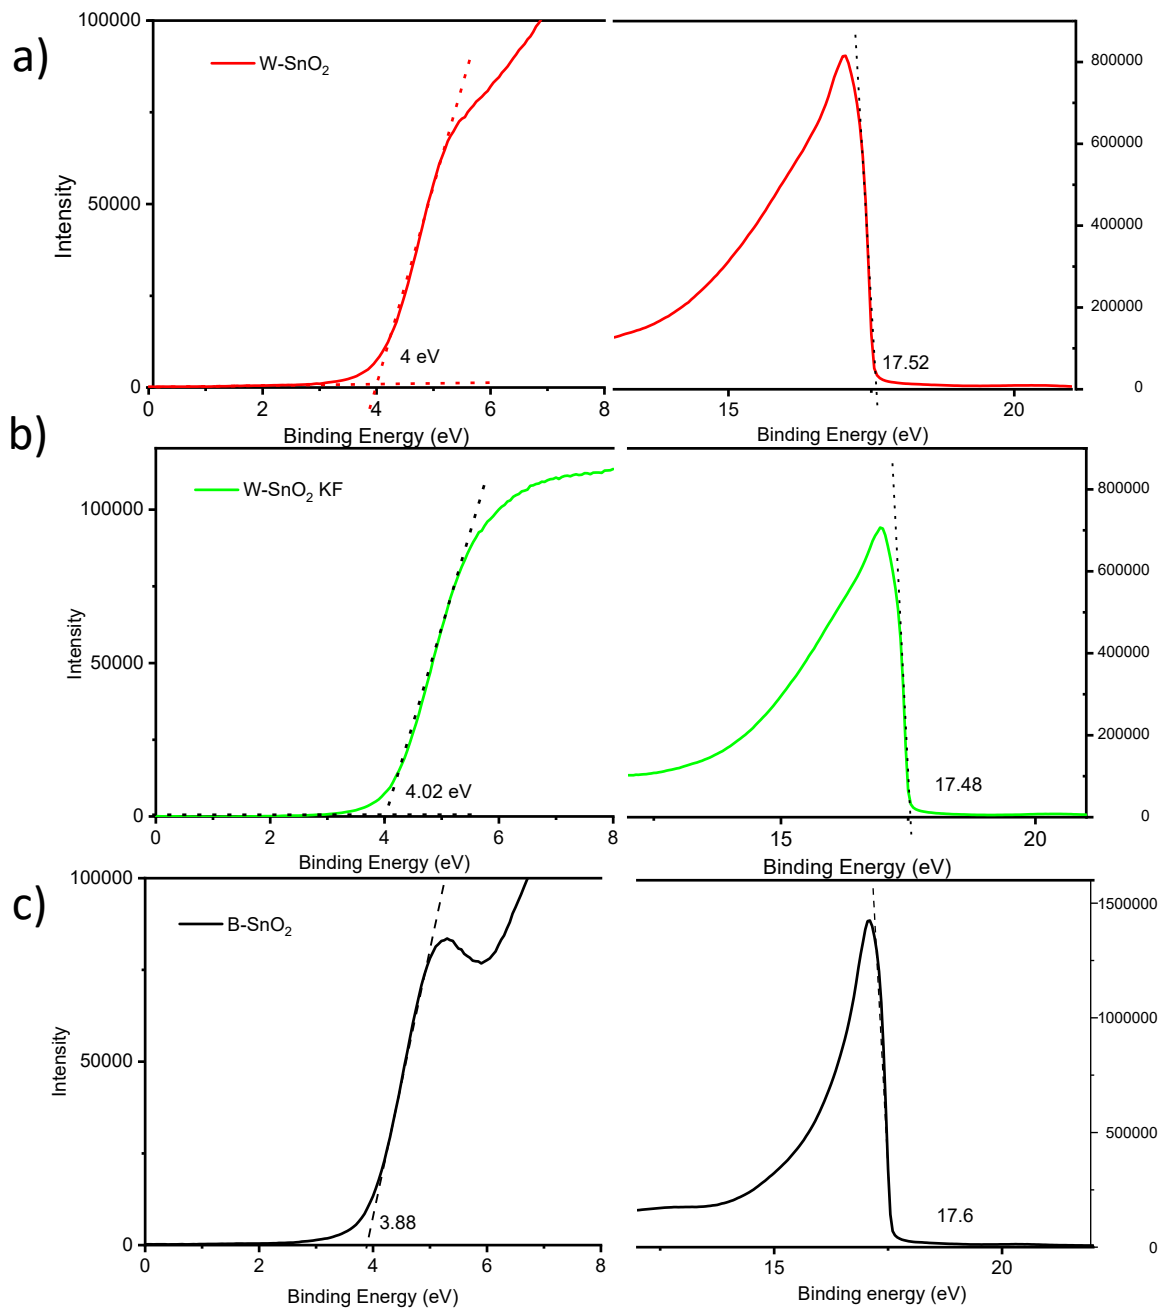 a)
100000
50000
0
Intensity
W-SnO₂
4 eV
0
2
4
6
8
Binding Energy (eV)
800000
600000
400000
200000
0
17.52
15
20
Binding Energy (eV)
b)
100000
50000
0
Intensity
W-SnO₂ KF
4.02 eV
0
2
4
6
8
Binding Energy (eV)
800000
600000
400000
200000
0
17.48
15
20
Binding Energy (eV)
c)
100000
50000
0
Intensity
B-SnO₂
3.88
0
2
4
6
8
Binding Energy (eV)
1500000
1000000
500000
0
17.6
15
20
Binding energy (eV)